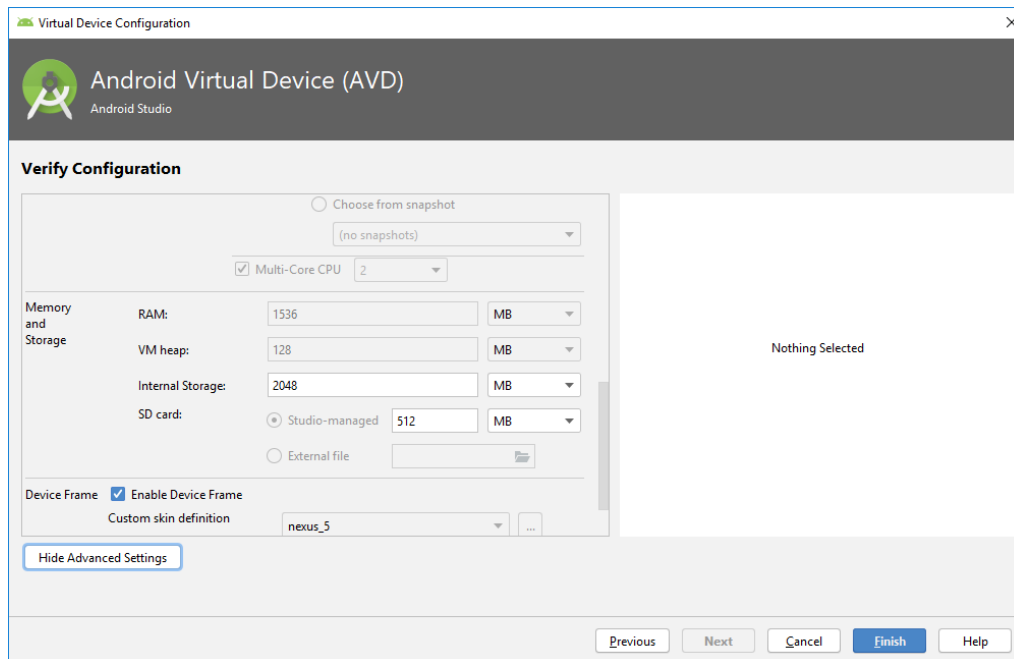 Virtual Device Configuration
Android Virtual Device (AVD)
Android Studio
Verify Configuration
Choose from snapshot
(no snapshots)
Multi-Core CPU 2
Memory
and
Storage
RAM: 1536 MB
VM heap: 128 MB
Internal Storage: 2048 MB
SD card: Studio-managed 512 MB
External file
Nothing Selected
Device Frame Enable Device Frame
Custom skin definition nexus_5 ...
Hide Advanced Settings
Previous Next Cancel Finish Help